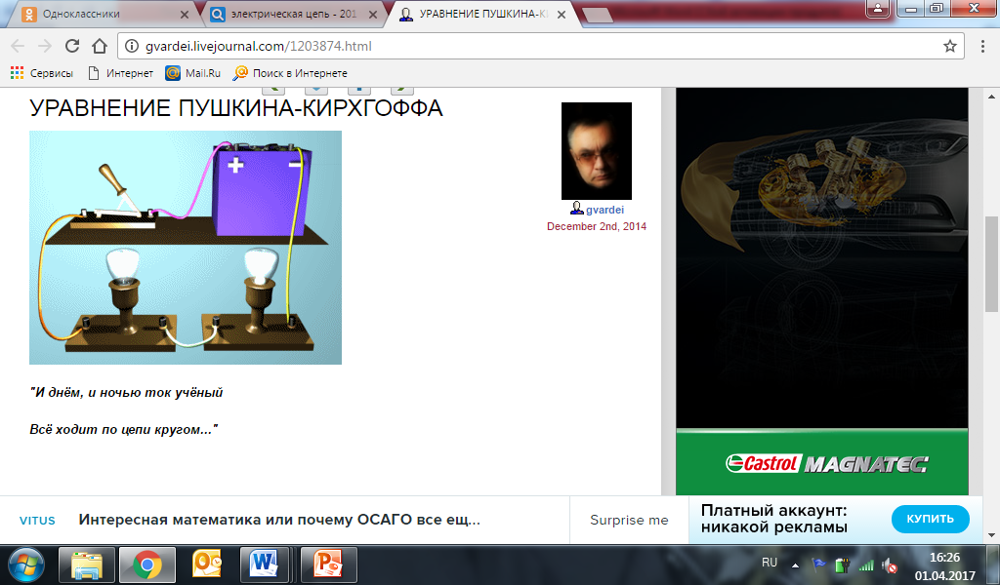 Одноклассники
электрическая цепь - 201
УРАВНЕНИЕ ПУШКИНА-КІ
gvardei.livejournal.com/1203874.html
Сервисы
Интернет
Mail.Ru
Поиск в Интернете
УРАВНЕНИЕ ПУШКИНА-КИРХГОФФА
+ −
gvardei
December 2nd, 2014
"И днём, и ночью ток учёный
Всё ходит по цепи кругом..."
Castrol MAGNATEC
VITUS
Интересная математика или почему ОСАГО все ещ...
Surprise me
Платный аккаунт:
никакой рекламы
КУПИТЬ
RU
16:26
01.04.2017